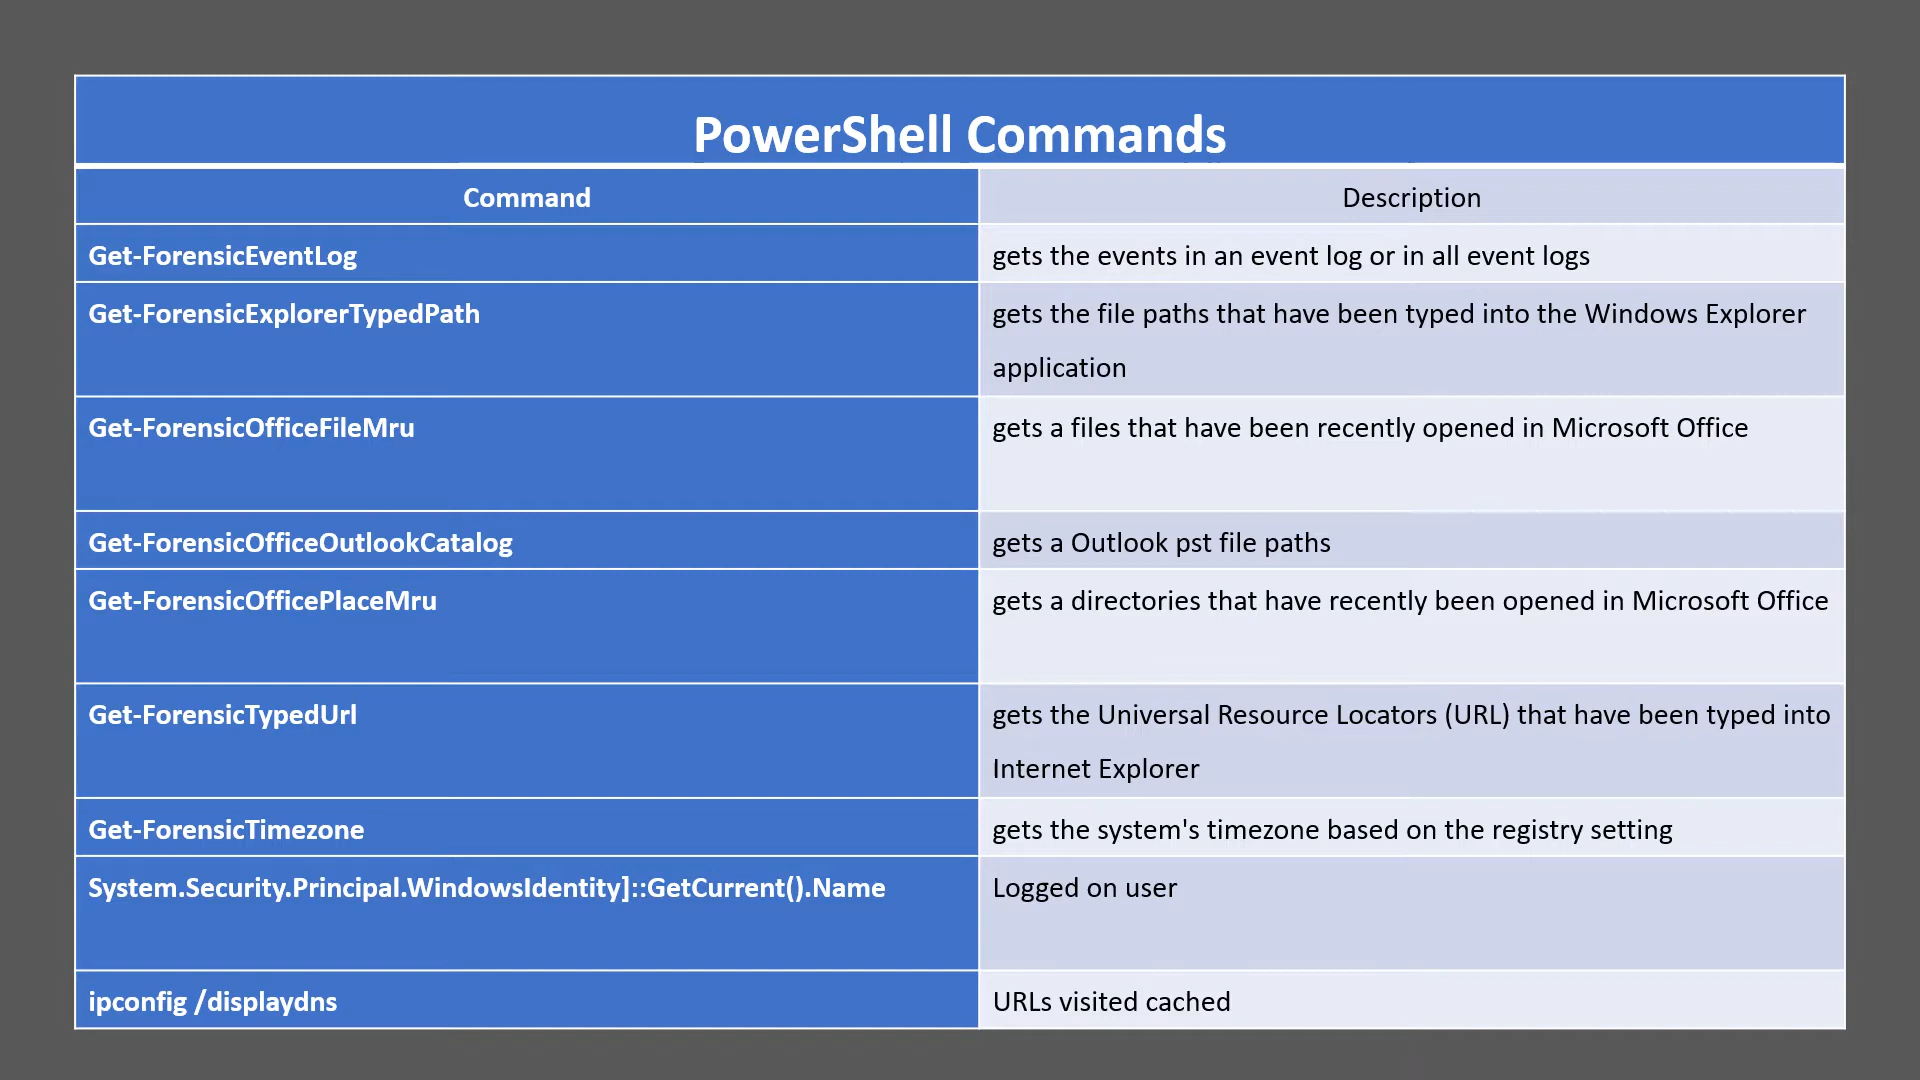 PowerShell Commands
Command
Description
Get-ForensicEventLog
gets the events in an event log or in all event logs
Get-ForensicExplorerTypedPath
gets the file paths that have been typed into the Windows Explorer
application
Get-ForensicOfficeFileMru
gets a files that have been recently opened in Microsoft Office
Get-ForensicOfficeOutlookCatalog
gets a Outlook pst file paths
Get-ForensicOfficePlaceMru
gets a directories that have recently been opened in Microsoft Office
Get-ForensicTypedUrl
gets the Universal Resource Locators (URL) that have been typed into
Internet Explorer
Get-ForensicTimezone
gets the system's timezone based on the registry setting
System.Security.Principal.WindowsIdentity]::GetCurrent().Name
Logged on user
ipconfig /displaydns
URLs visited cached